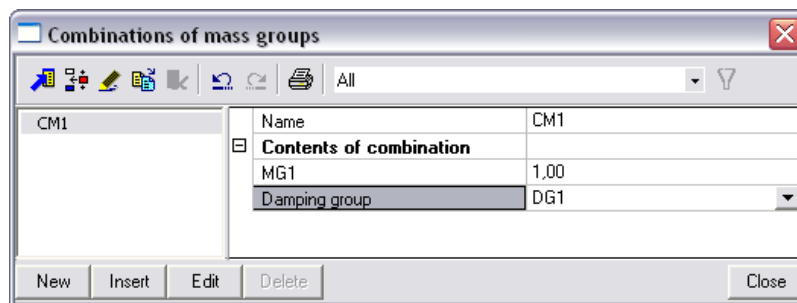 Combinations of mass groups
All
CM1
Name CM1
Contents of combination
MG1 1,00
Damping group DG1
New Insert Edit Delete Close